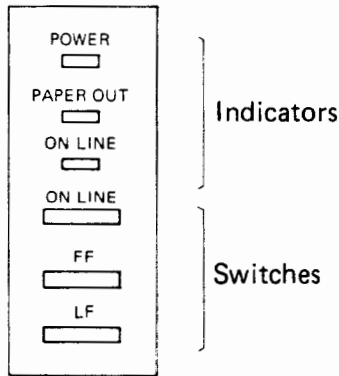 POWER
PAPER OUT
ON LINE
Indicators
ON LINE
FF
LF
Switches